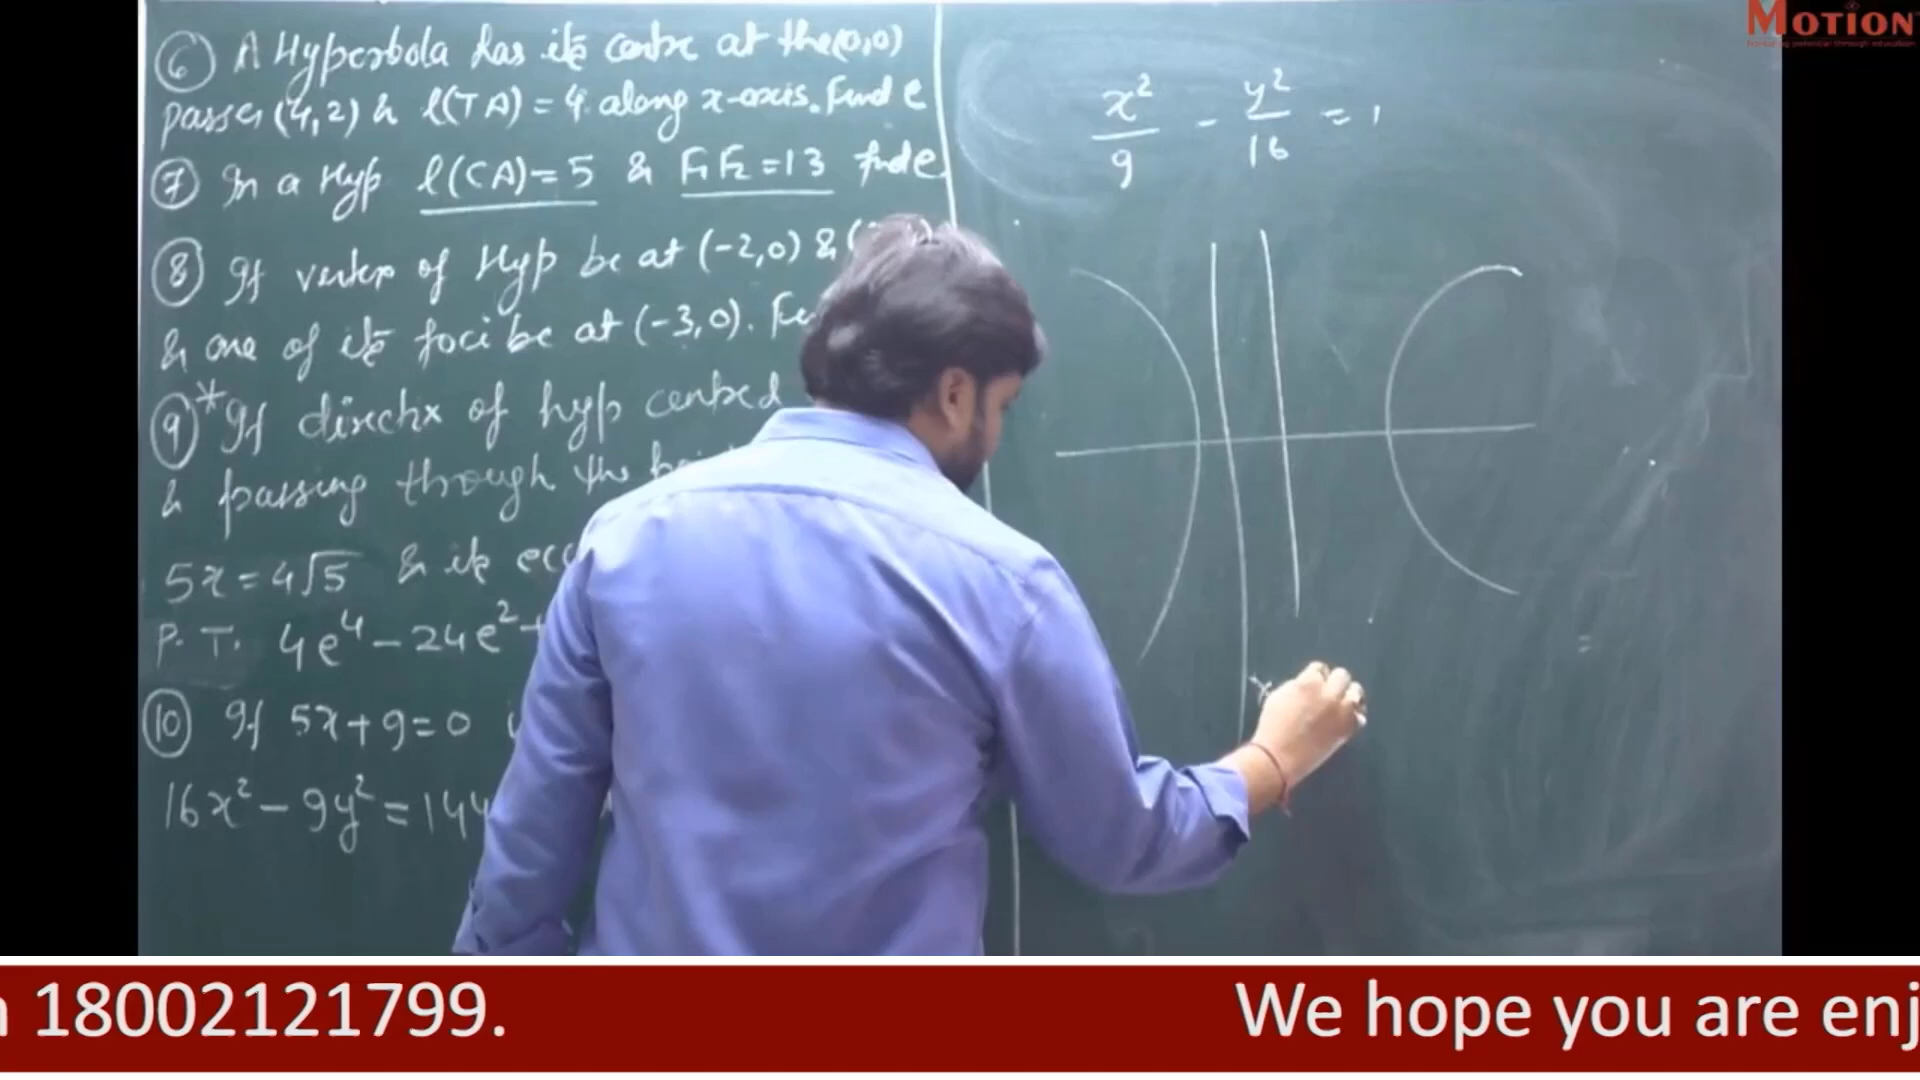 ⑥ A Hyperbola has its centre at the (0,0)
passes (4,2) & l(TA) = 4 along x-axis. Find e
⑦ In a Hyp l(CA) = 5 & F₁F₂ = 13 find e
⑧ If vertex of Hyp be at (-2,0) & (
& one of its foci be at (-3,0).
⑨* If directx of hyp centred
& passing through the
5x = 4√5 & its
P. T. 4e⁴ - 24e² +
⑩ If 5x + 9 = 0
16x² - 9y² = 144
x²/9 - y²/16 = 1
x
=
MOTION
18002121799.
We hope you are enj